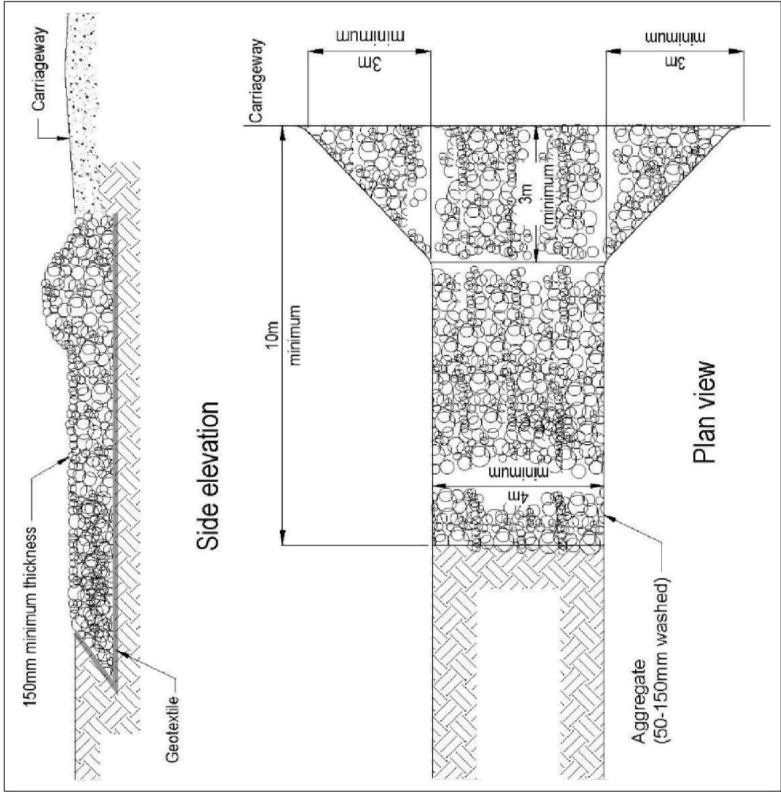 Carriageway
150mm minimum thickness
Geotextile
Side elevation
Carriageway
3m
minimum
10m
minimum
3m
minimum
4m
minimum
3m
minimum
Aggregate
(50-150mm washed)
Plan view